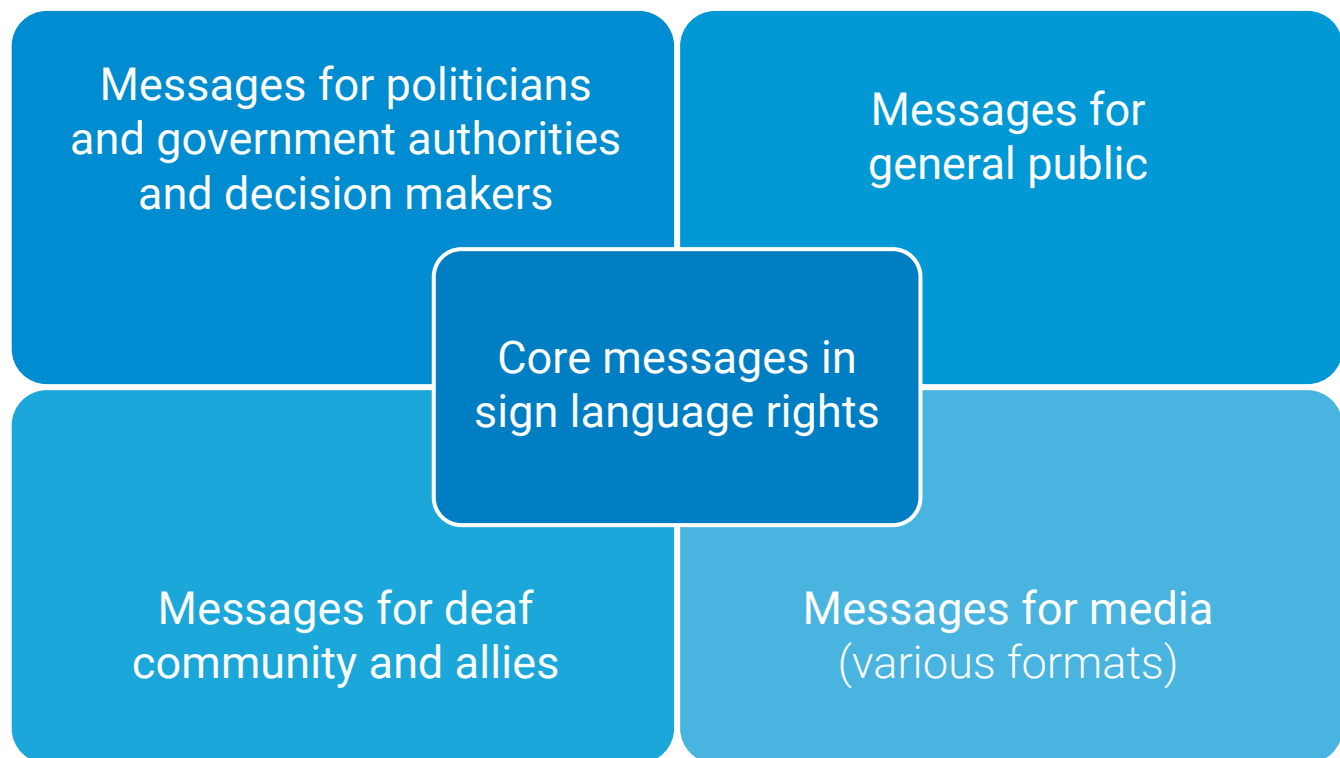 Messages for politicians
and government authorities
and decision makers
Messages for
general public
Core messages in
sign language rights
Messages for deaf
community and allies
Messages for media
(various formats)